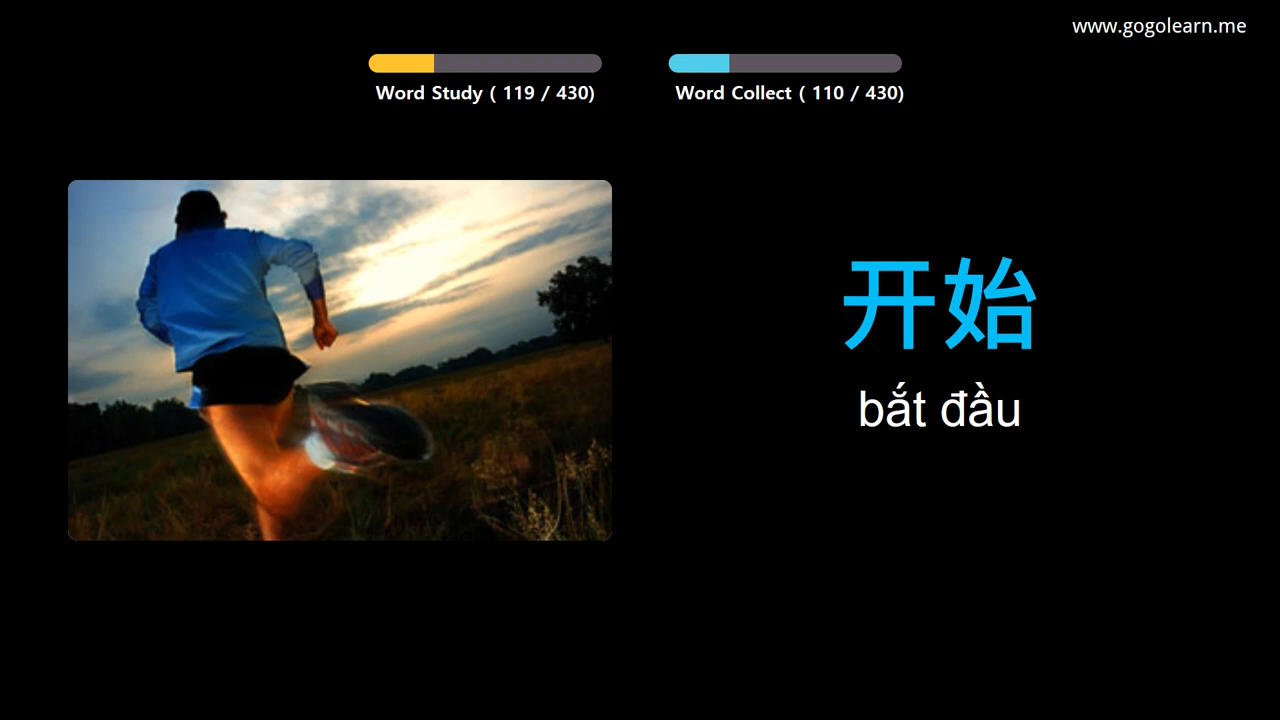 www.gogolearn.me
Word Study ( 119 / 430)
Word Collect ( 110 / 430)
开始
bắt đầu